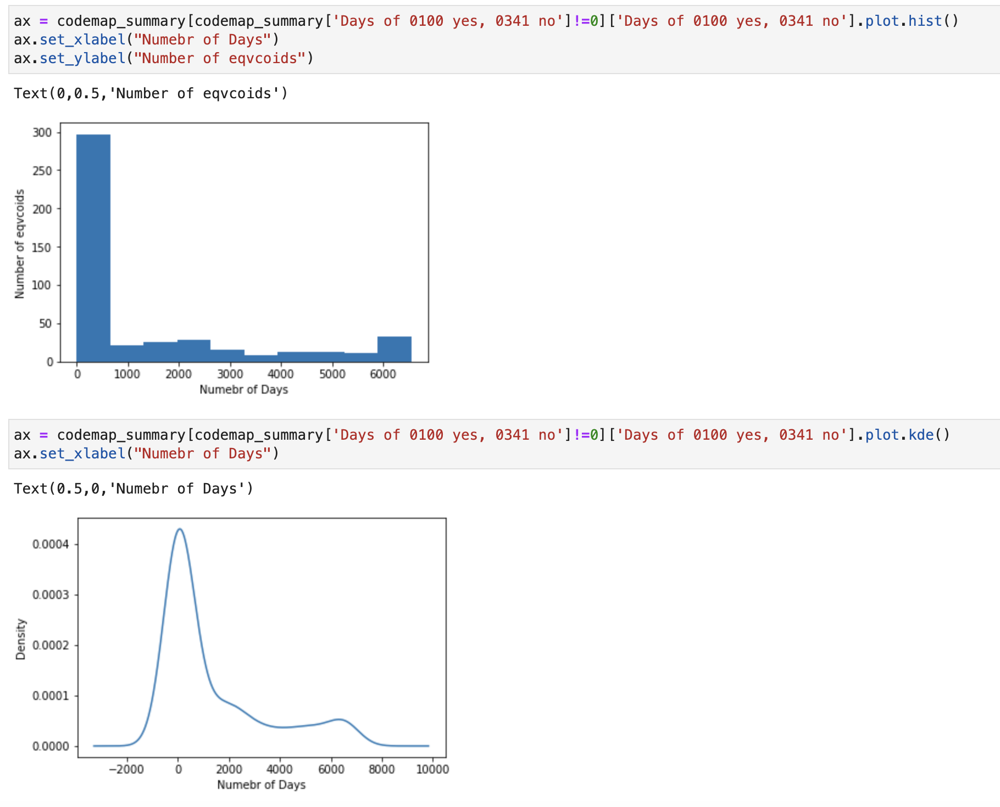 ax = codemap_summary[codemap_summary['Days of 0100 yes, 0341 no']!=0]['Days of 0100 yes, 0341 no'].plot.hist()
ax.set_xlabel("Numebr of Days")
ax.set_ylabel("Number of eqvcoids")
Text(0,0.5,'Number of eqvcoids')
300
250
200
150
100
50
0
Number of eqvcoids
0 1000 2000 3000 4000 5000 6000
Numebr of Days
ax = codemap_summary[codemap_summary['Days of 0100 yes, 0341 no']!=0]['Days of 0100 yes, 0341 no'].plot.kde()
ax.set_xlabel("Numebr of Days")
Text(0.5,0,'Numebr of Days')
0.0004
0.0003
0.0002
0.0001
0.0000
Density
−2000 0 2000 4000 6000 8000 10000
Numebr of Days